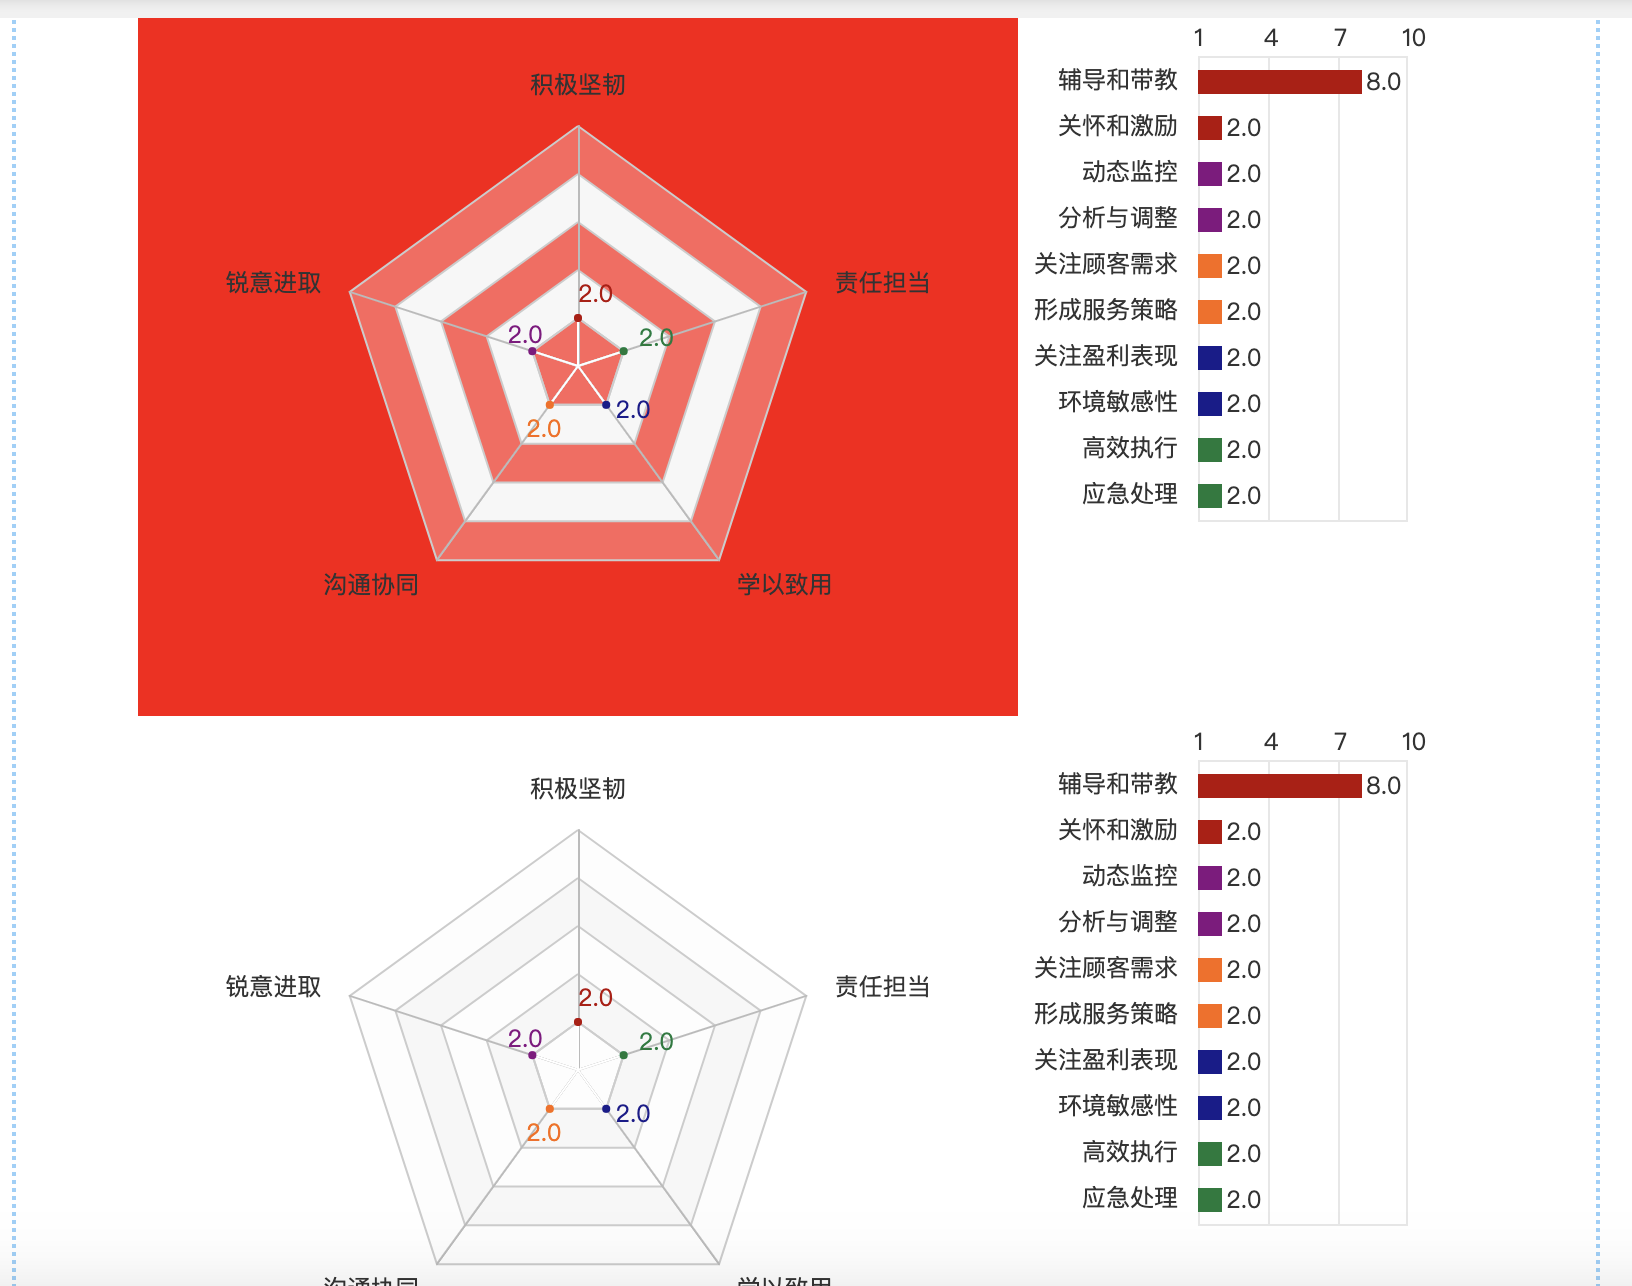 积极坚韧
锐意进取
责任担当
2.0
2.0
2.0
2.0
2.0
沟通协同
学以致用
1 4 7 10
辅导和带教 8.0
关怀和激励 2.0
动态监控 2.0
分析与调整 2.0
关注顾客需求 2.0
形成服务策略 2.0
关注盈利表现 2.0
环境敏感性 2.0
高效执行 2.0
应急处理 2.0
积极坚韧
锐意进取
责任担当
2.0
2.0
2.0
2.0
2.0
沟通协同
学以致用
1 4 7 10
辅导和带教 8.0
关怀和激励 2.0
动态监控 2.0
分析与调整 2.0
关注顾客需求 2.0
形成服务策略 2.0
关注盈利表现 2.0
环境敏感性 2.0
高效执行 2.0
应急处理 2.0